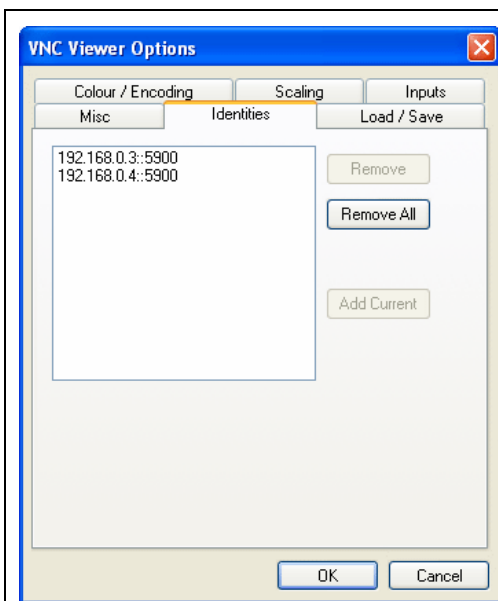 VNC Viewer Options
Colour / Encoding Scaling Inputs
Misc Identities Load / Save
192.168.0.3::5900
192.168.0.4::5900
Remove
Remove All
Add Current
OK Cancel